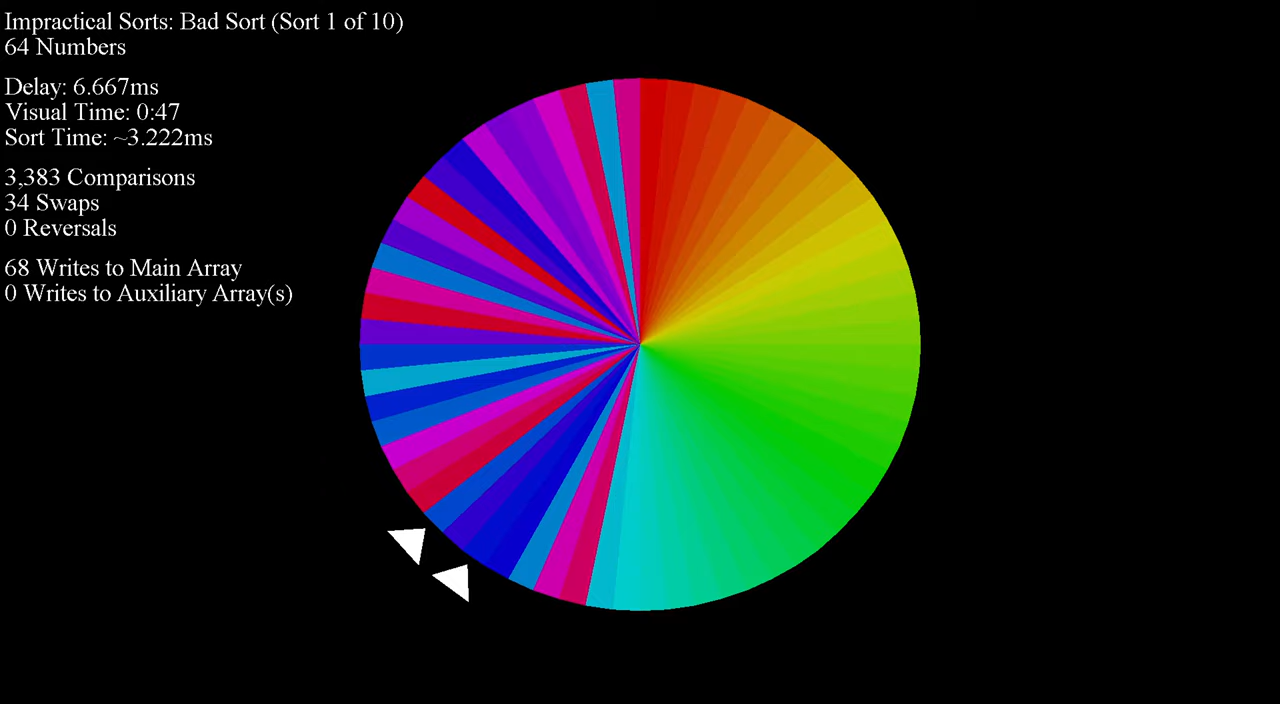 Impractical Sorts: Bad Sort (Sort 1 of 10)
64 Numbers
Delay: 6.667ms
Visual Time: 0:47
Sort Time: ~3.222ms
3,383 Comparisons
34 Swaps
0 Reversals
68 Writes to Main Array
0 Writes to Auxiliary Array(s)